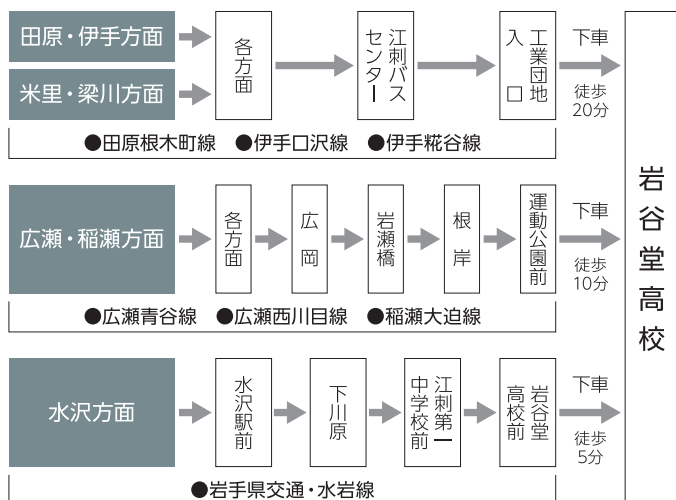 田原・伊手方面
米里・梁川方面
各方面
江刺バス
センター
工業団地
入口
下車
徒歩
20分
●田原根木町線 ●伊手口沢線 ●伊手糀谷線
広瀬・稲瀬方面
各方面
広岡
岩瀬橋
根岸
運動公園前
下車
徒歩
10分
●広瀬青谷線 ●広瀬西川目線 ●稲瀬大迫線
水沢方面
水沢駅前
下川原
江刺第一
中学校前
岩谷堂
高校前
下車
徒歩
5分
●岩手県交通・水岩線
岩谷堂高校